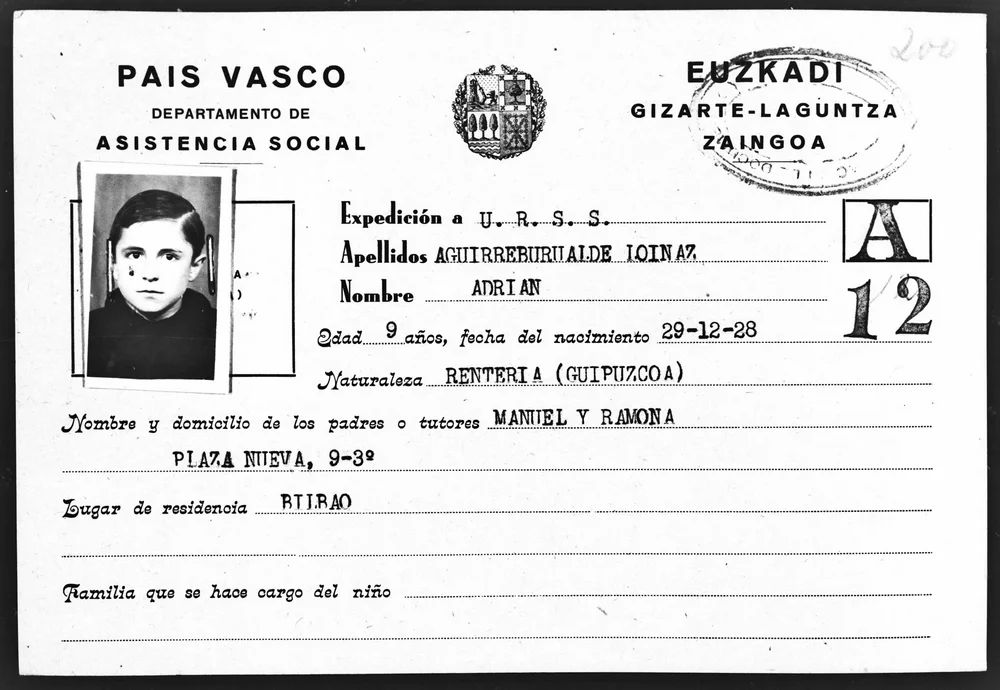 200
PAIS VASCO
DEPARTAMENTO DE
ASISTENCIA SOCIAL
EUZKADI
GIZARTE-LAGUNTZA
ZAINGOA
Expedición a U. R. S. S.
Apellidos AGUIRREBURUALDE LOINAZ
Nombre ADRIAN
A
12
Edad 9 años, fecha del nacimiento 29-12-28
Naturaleza RENTERIA (GUIPUZCOA)
Nombre y domicilio de los padres o tutores MANUEL Y RAMONA
PLAZA NUEVA, 9-3º
Lugar de residencia BILBAO
Familia que se hace cargo del niño